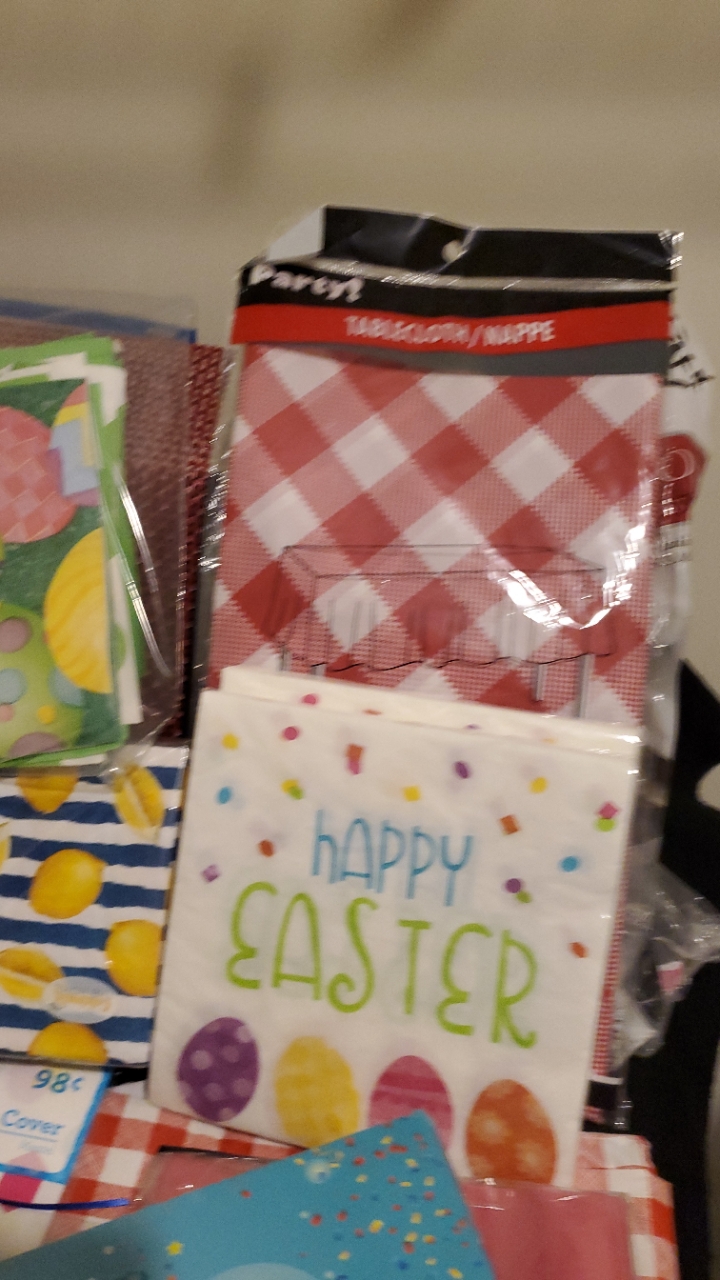 Party!
TABLECLOTH/NAPPE
hAPPY
EASTER
98¢
Cover